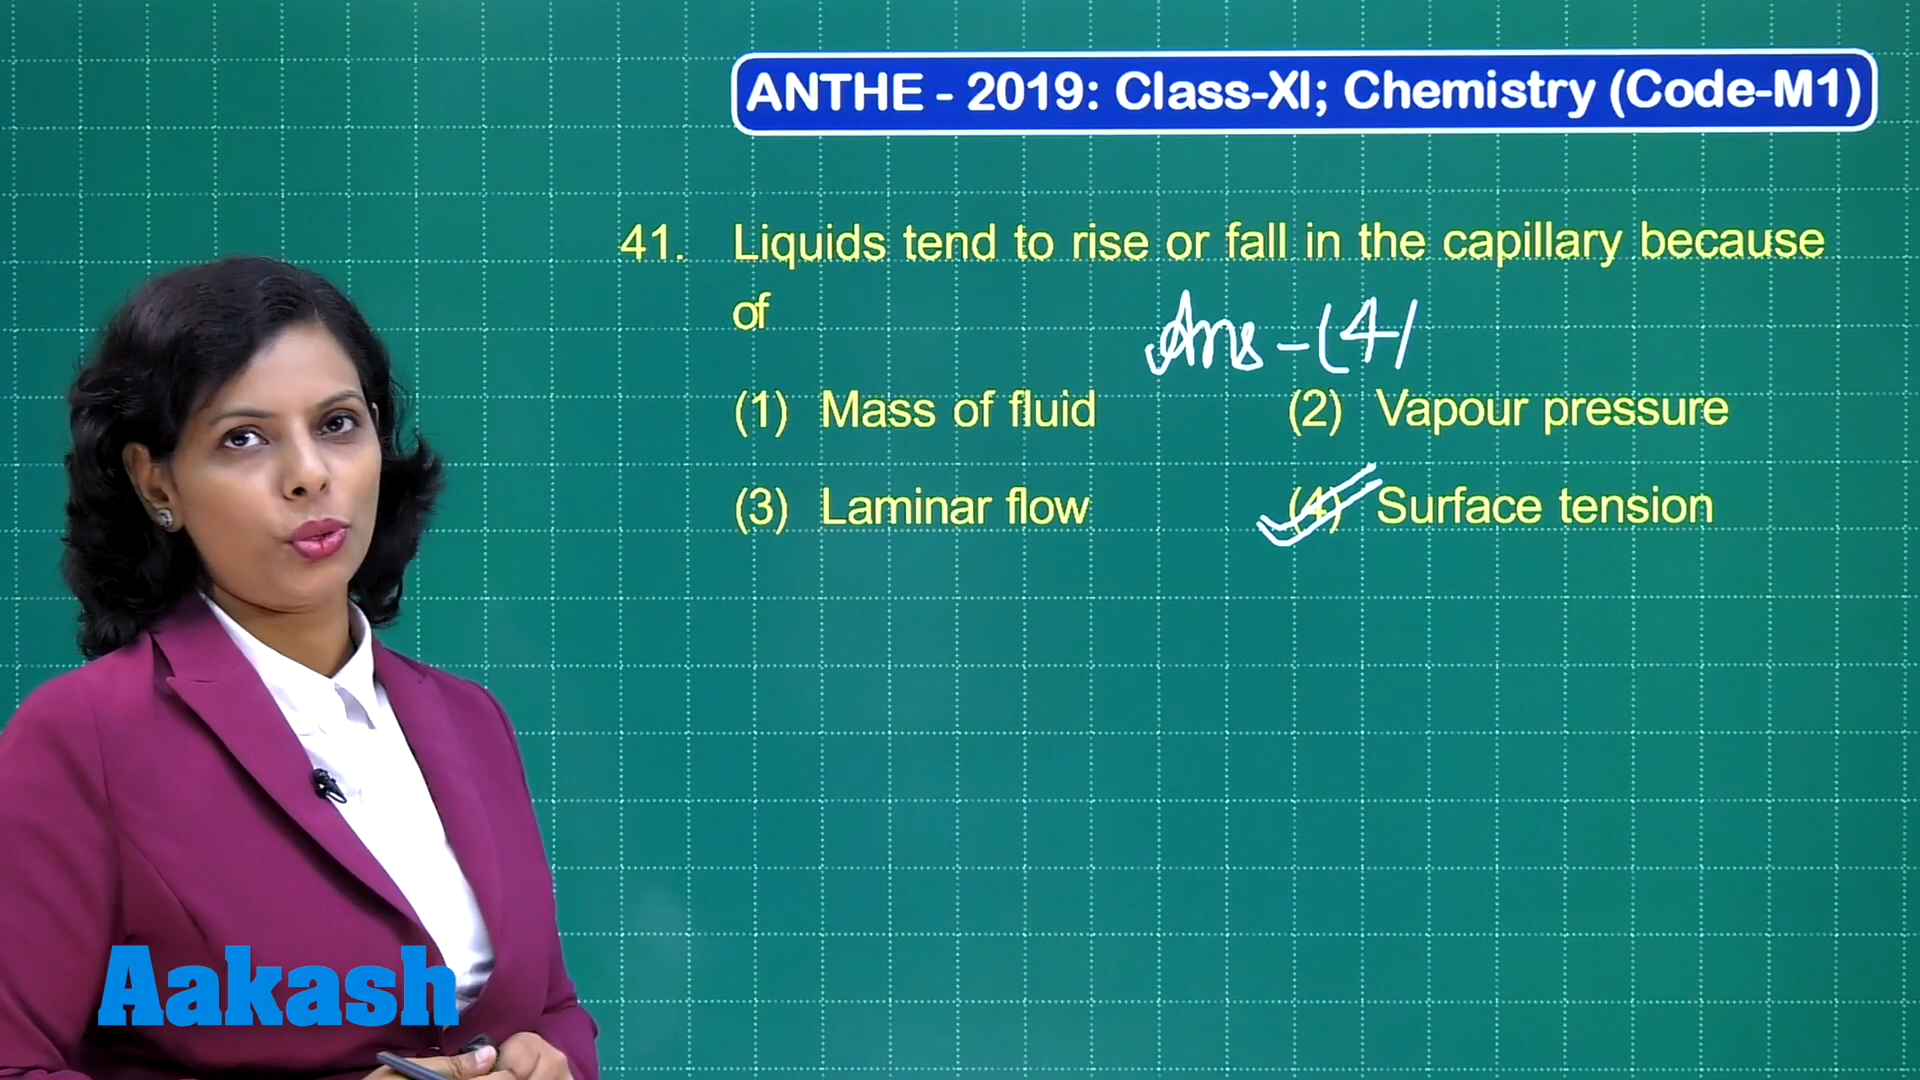 ANTHE - 2019: Class-XI; Chemistry (Code-M1)
41. Liquids tend to rise or fall in the capillary because
of
Ans - (4)
(1) Mass of fluid (2) Vapour pressure
(3) Laminar flow (4) Surface tension
Aakash